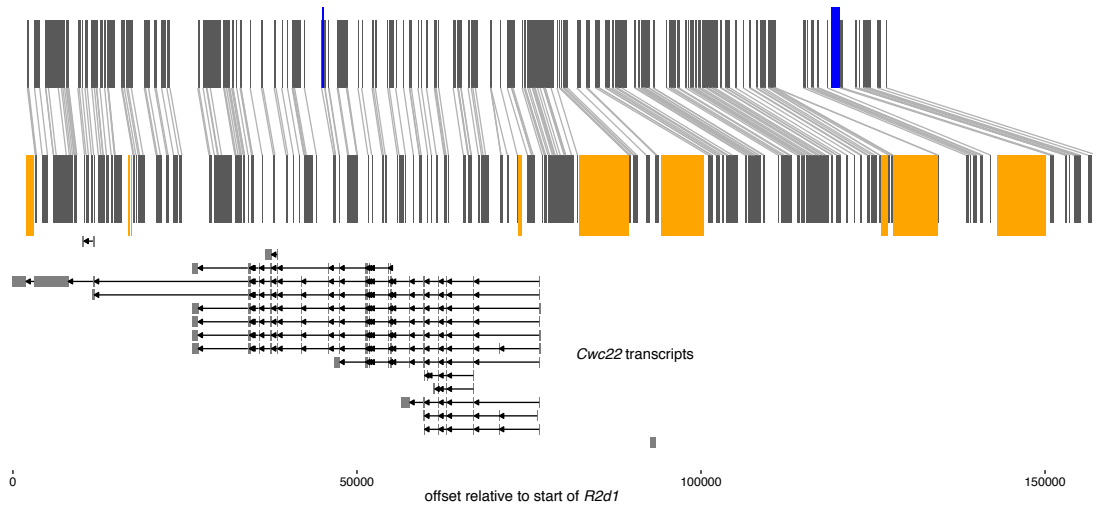 Cwc22 transcripts
0 50000 100000 150000
offset relative to start of R2d1